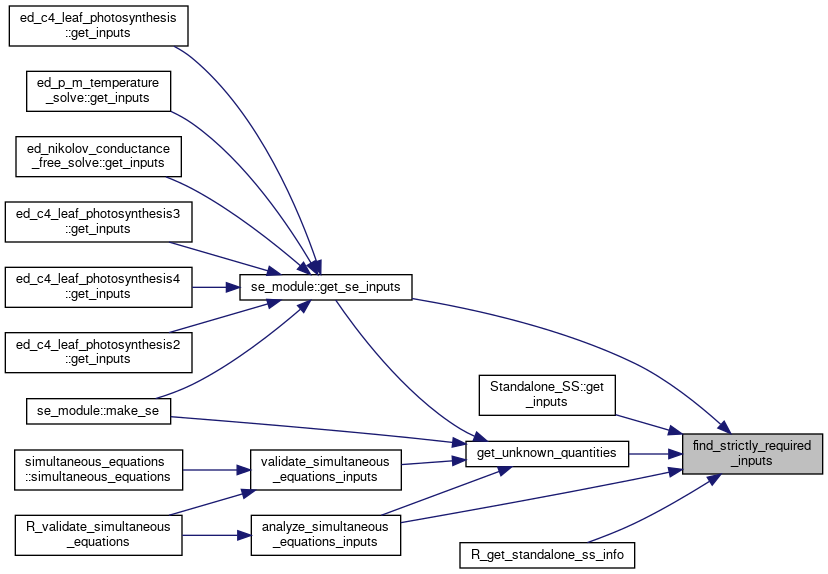 ed_c4_leaf_photosynthesis
::get_inputs
ed_p_m_temperature
_solve::get_inputs
ed_nikolov_conductance
_free_solve::get_inputs
ed_c4_leaf_photosynthesis3
::get_inputs
ed_c4_leaf_photosynthesis4
::get_inputs
ed_c4_leaf_photosynthesis2
::get_inputs
se_module::make_se
simultaneous_equations
::simultaneous_equations
R_validate_simultaneous
_equations
se_module::get_se_inputs
validate_simultaneous
_equations_inputs
analyze_simultaneous
_equations_inputs
Standalone_SS::get
_inputs
get_unknown_quantities
R_get_standalone_ss_info
find_strictly_required
_inputs